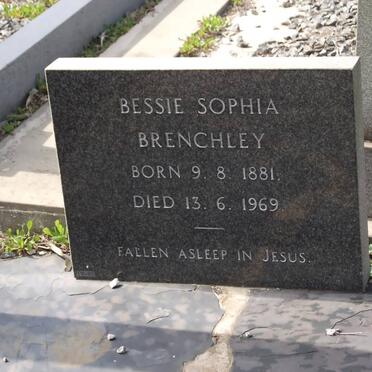 BESSIE SOPHIA
BRENCHLEY
BORN 9. 8. 1881.
DIED 13. 6. 1969
FALLEN ASLEEP IN JESUS.